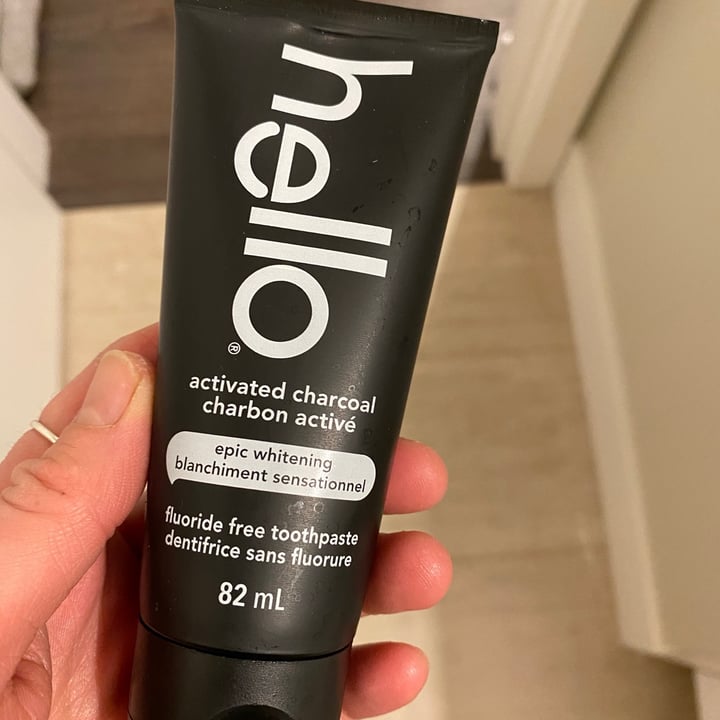 hello®
activated charcoal
charbon activé
epic whitening
blanchiment sensationnel
fluoride free toothpaste
dentifrice sans fluorure
82 mL